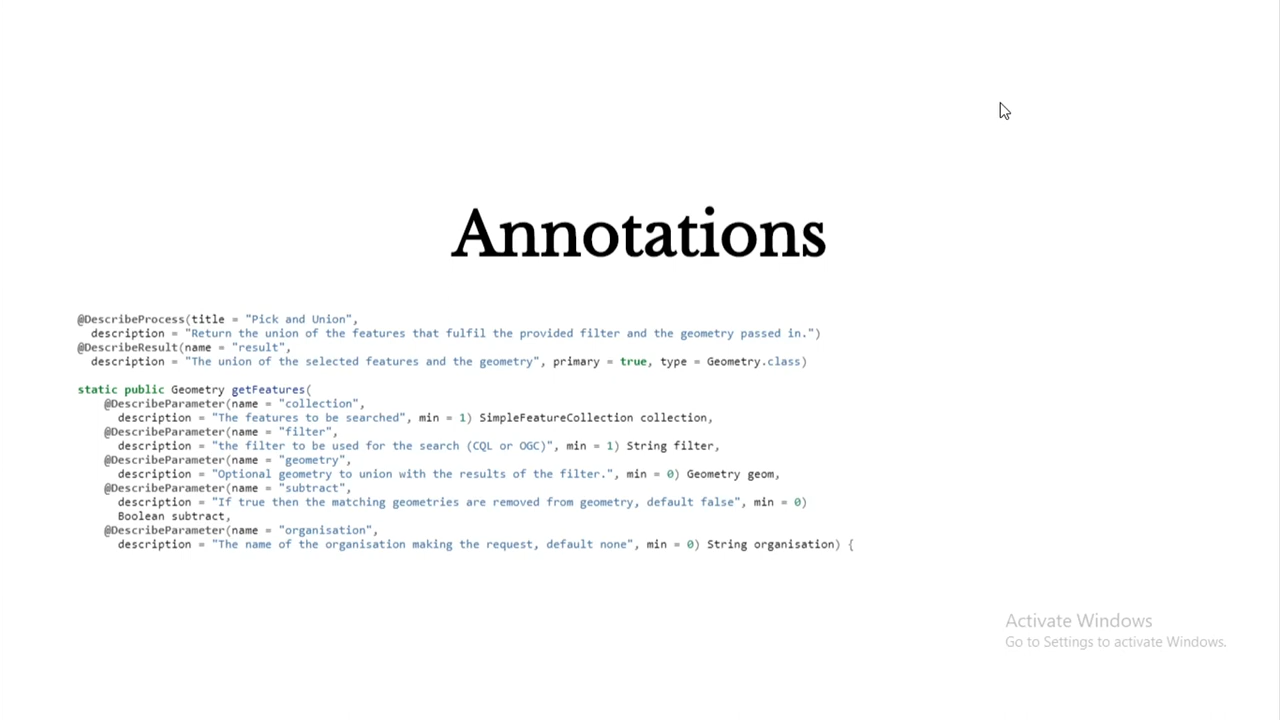 Annotations
@DescribeProcess(title = "Pick and Union",
description = "Return the union of the features that fulfil the provided filter and the geometry passed in.")
@DescribeResult(name = "result",
description = "The union of the selected features and the geometry", primary = true, type = Geometry.class)
static public Geometry getFeatures(
@DescribeParameter(name = "collection",
description = "The features to be searched", min = 1) SimpleFeatureCollection collection,
@DescribeParameter(name = "filter",
description = "the filter to be used for the search (CQL or OGC)", min = 1) String filter,
@DescribeParameter(name = "geometry",
description = "Optional geometry to union with the results of the filter.", min = 0) Geometry geom,
@DescribeParameter(name = "subtract",
description = "If true then the matching geometries are removed from geometry, default false", min = 0)
Boolean subtract,
@DescribeParameter(name = "organisation",
description = "The name of the organisation making the request, default none", min = 0) String organisation) {
Activate Windows
Go to Settings to activate Windows.